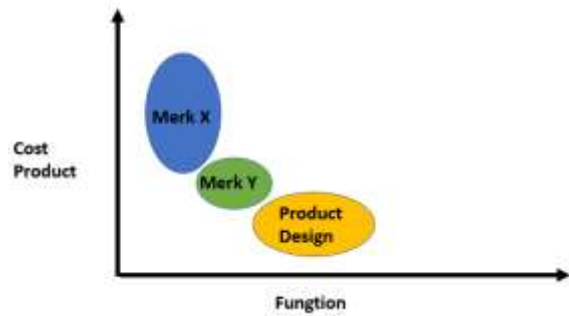 Merk X
Cost
Product
Merk Y
Product
Design
Fungtion